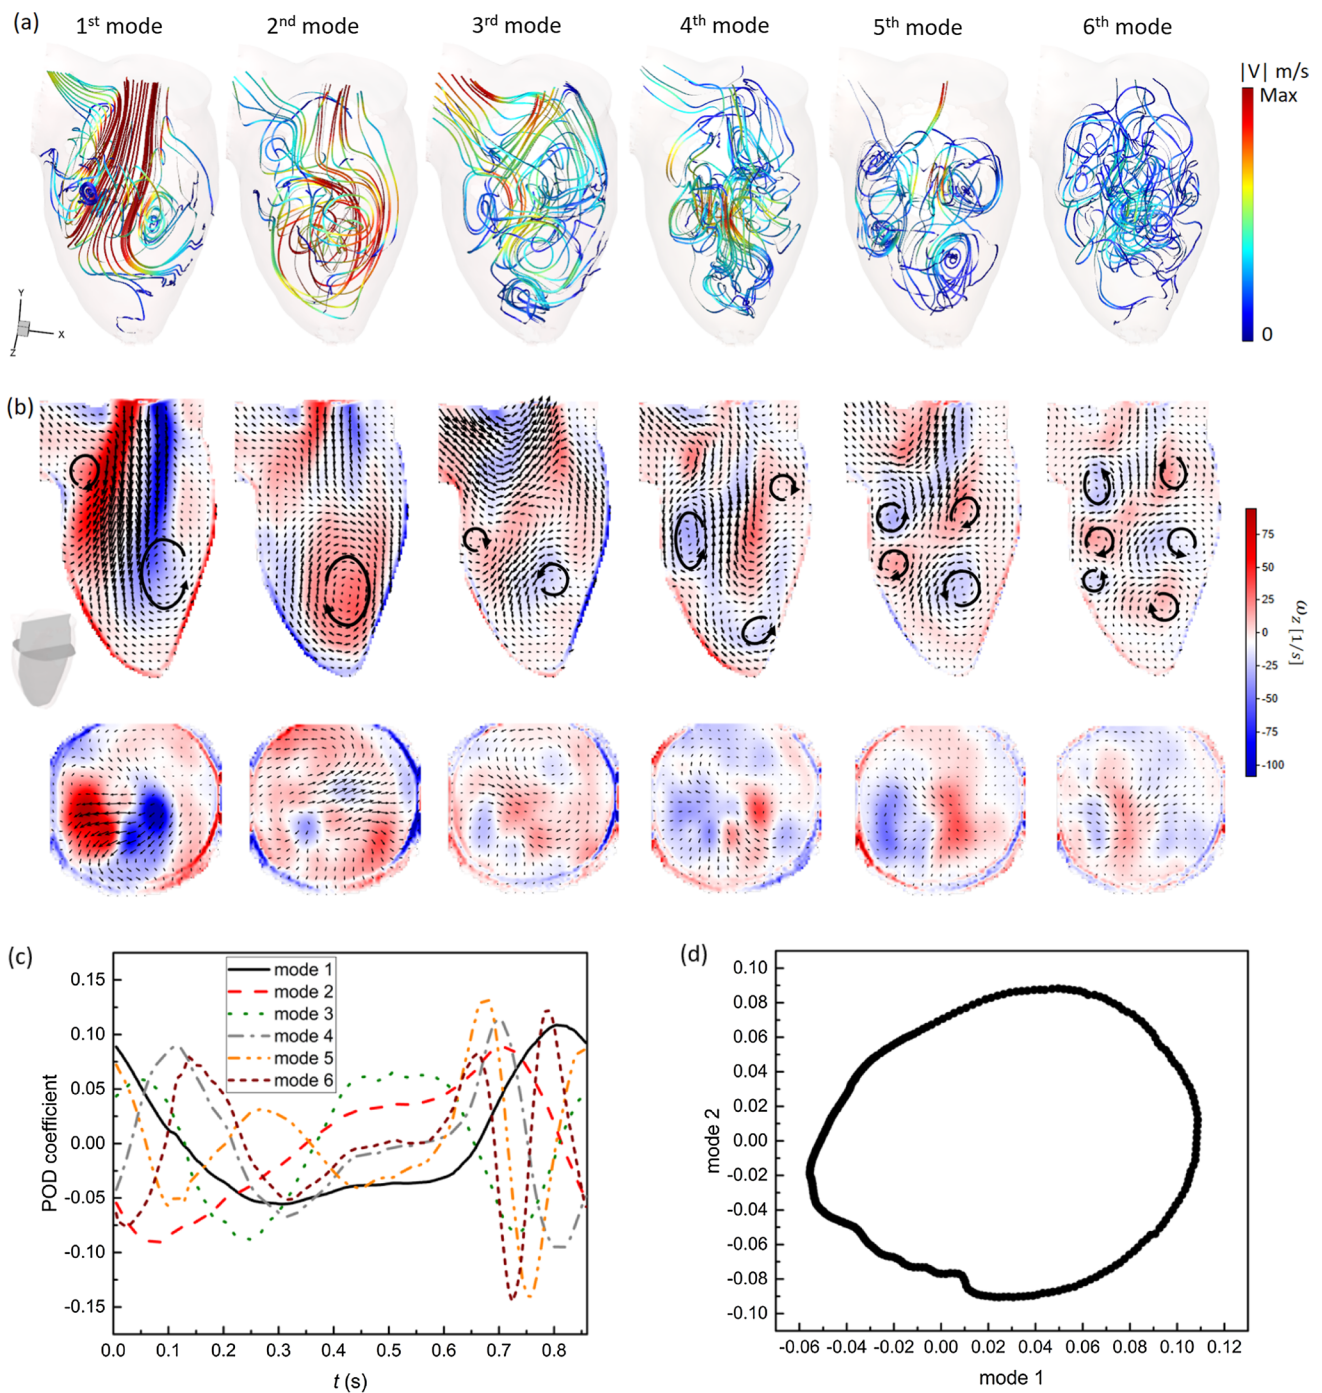 (a)
1st mode 2nd mode 3rd mode 4th mode 5th mode 6th mode
|V| m/s
Max
0
Y
X
Z
(b)
75
50
25
0
-25
-50
-75
-100
ωz [1/s]
(c)
0.15
0.10
0.05
0.00
-0.05
-0.10
-0.15
POD coefficient
mode 1
mode 2
mode 3
mode 4
mode 5
mode 6
0.0 0.1 0.2 0.3 0.4 0.5 0.6 0.7 0.8
t (s)
(d)
0.10
0.08
0.06
0.04
0.02
0.00
-0.02
-0.04
-0.06
-0.08
-0.10
mode 2
-0.06 -0.04 -0.02 0.00 0.02 0.04 0.06 0.08 0.10 0.12
mode 1